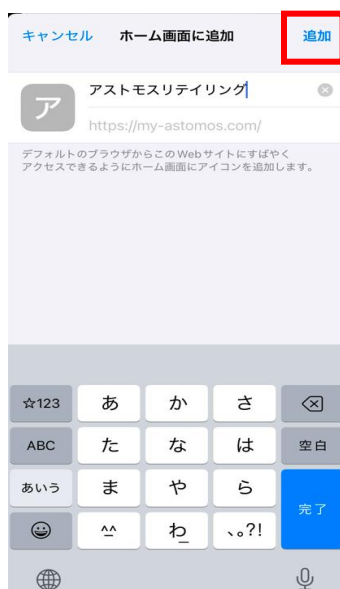 キャンセル ホーム画面に追加 追加
ア アストモスリテイリング
https://my-astomos.com/
デフォルトのブラウザからこのWebサイトにすばやく
アクセスできるようにホーム画面にアイコンを追加します。
☆123 あ か さ
ABC た な は 空白
あいう ま や ら 完了
^^ わ_ 、。?!